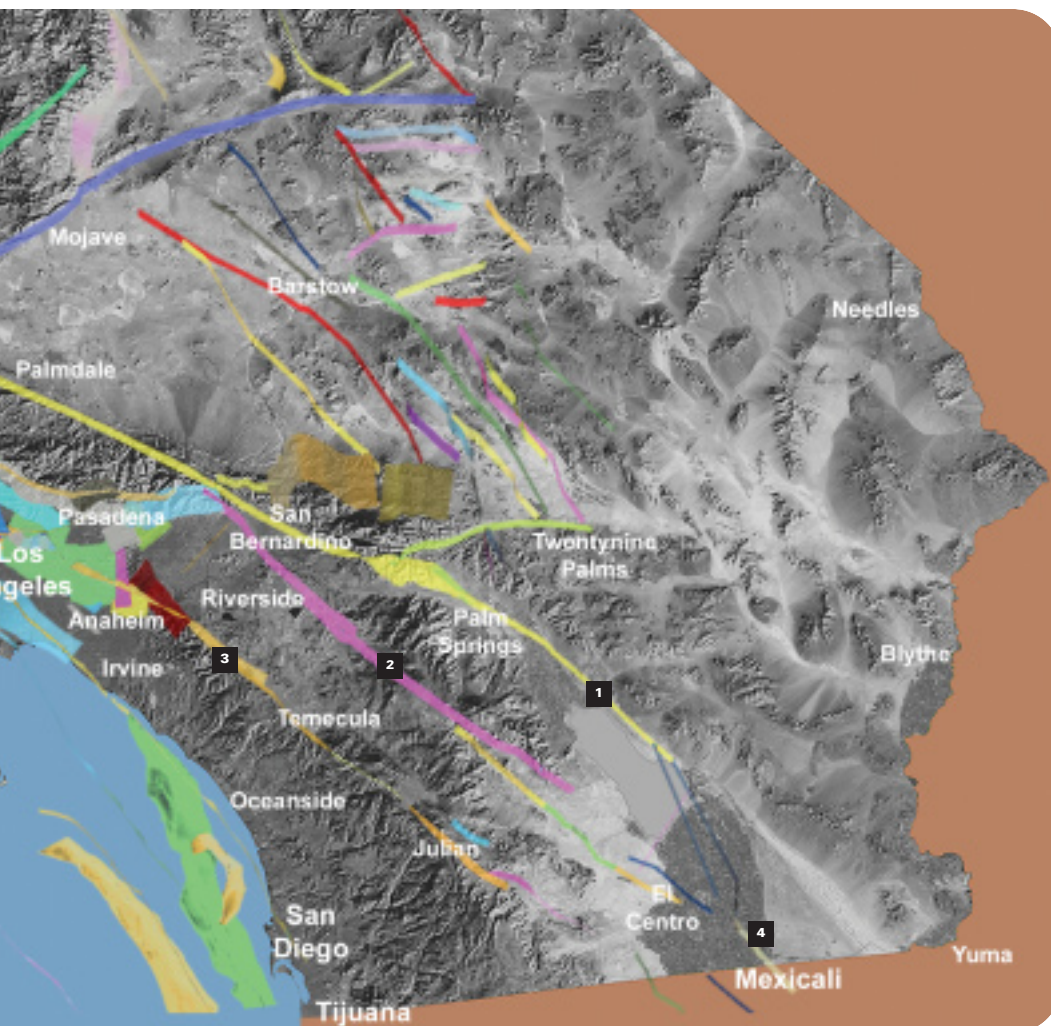 Mojave
Barstow
Needles
Palmdale
Pasadena
San
Bernardino
Twentynine
Palms
Los
ngeles
Riverside
Anaheim
Palm
Springs
Blythe
3
2
Irvine
1
Temecula
Oceanside
Julian
El
Centro
San
Diego
4
Yuma
Mexicali
Tijuana